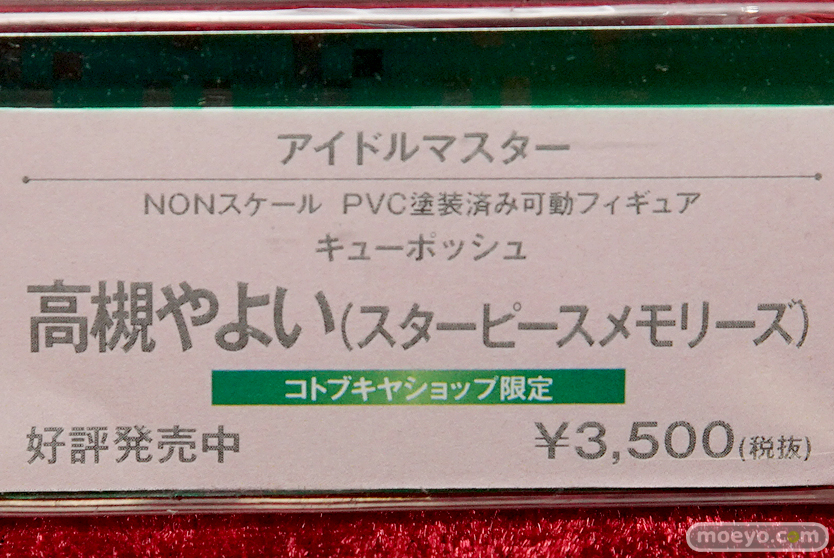 アイドルマスター
NONスケール PVC塗装済み可動フィギュア
キューポッシュ
高槻やよい(スターピースメモリーズ)
コトブキヤショップ限定
好評発売中 ¥3,500(税抜)
moeyo.com